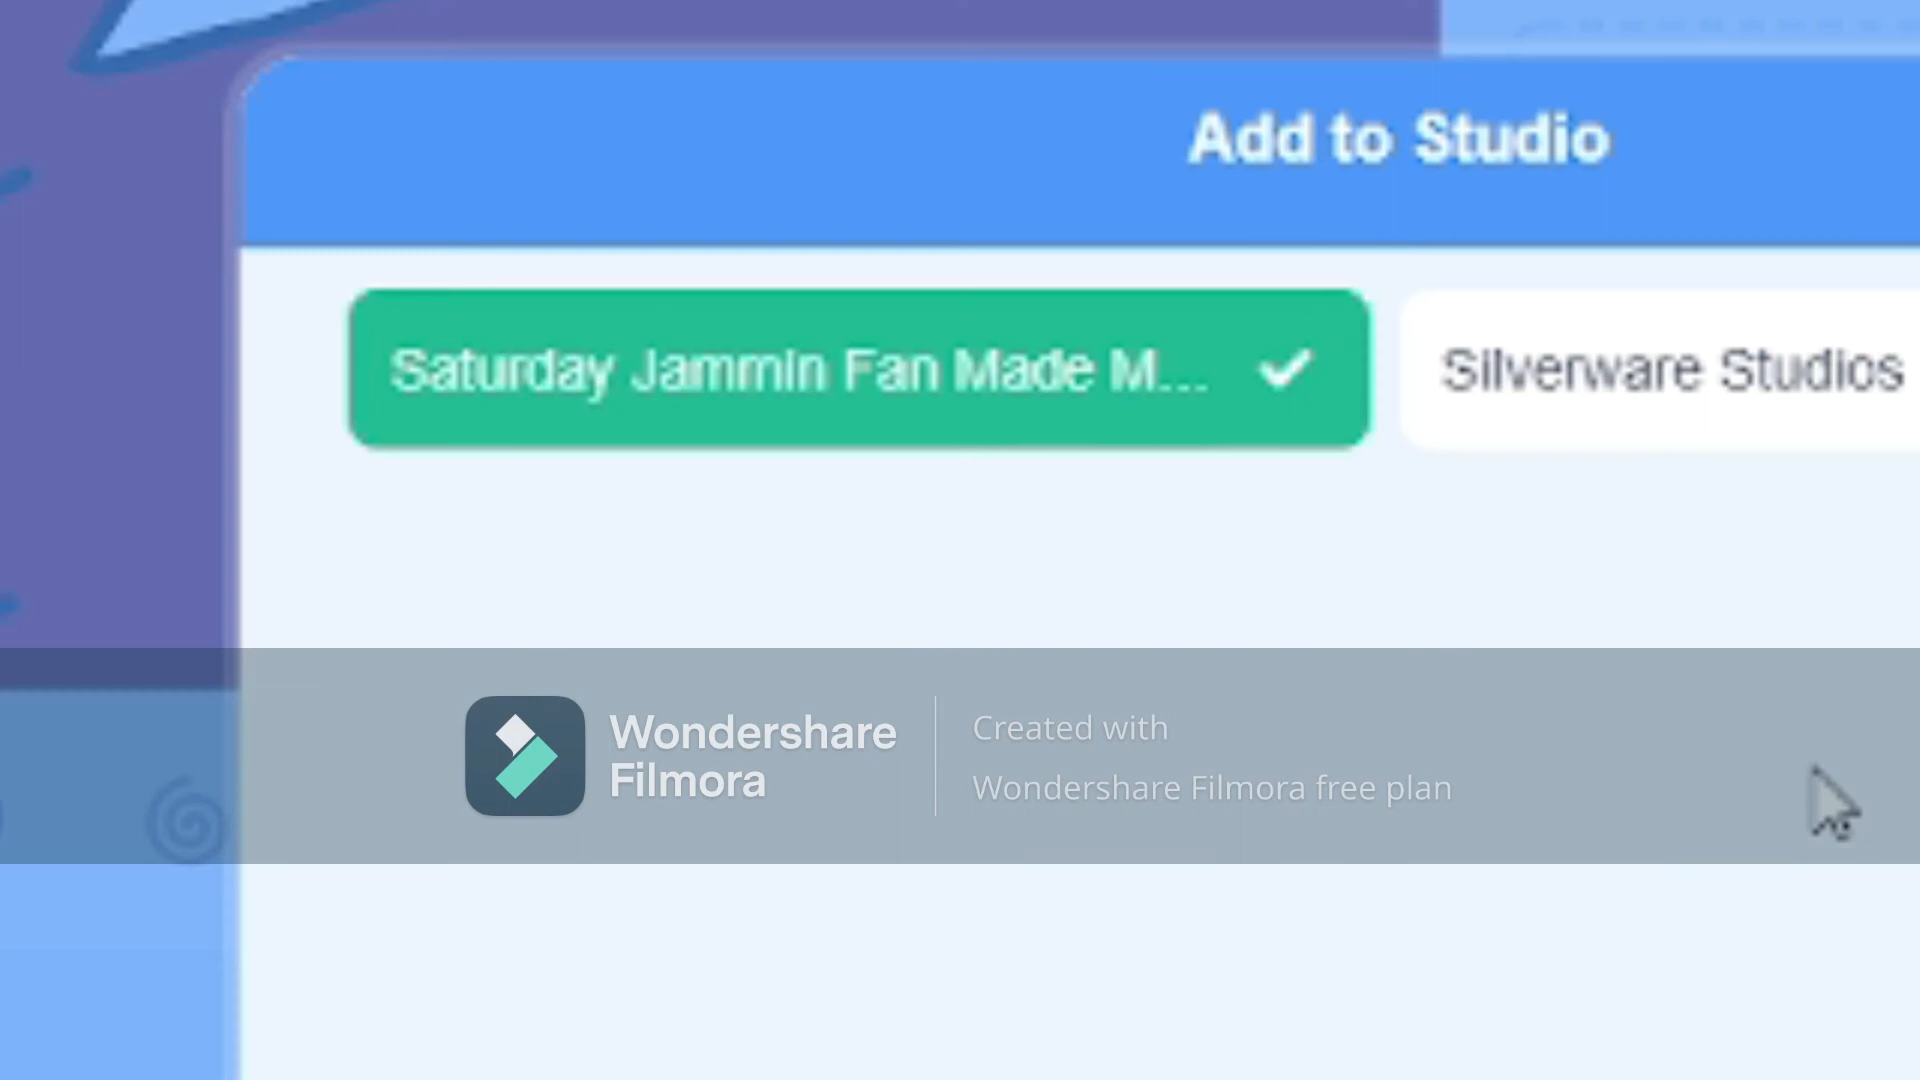 Add to Studio
Saturday Jammin Fan Made M...
Silverware Studios
Wondershare
Filmora
Created with
Wondershare Filmora free plan